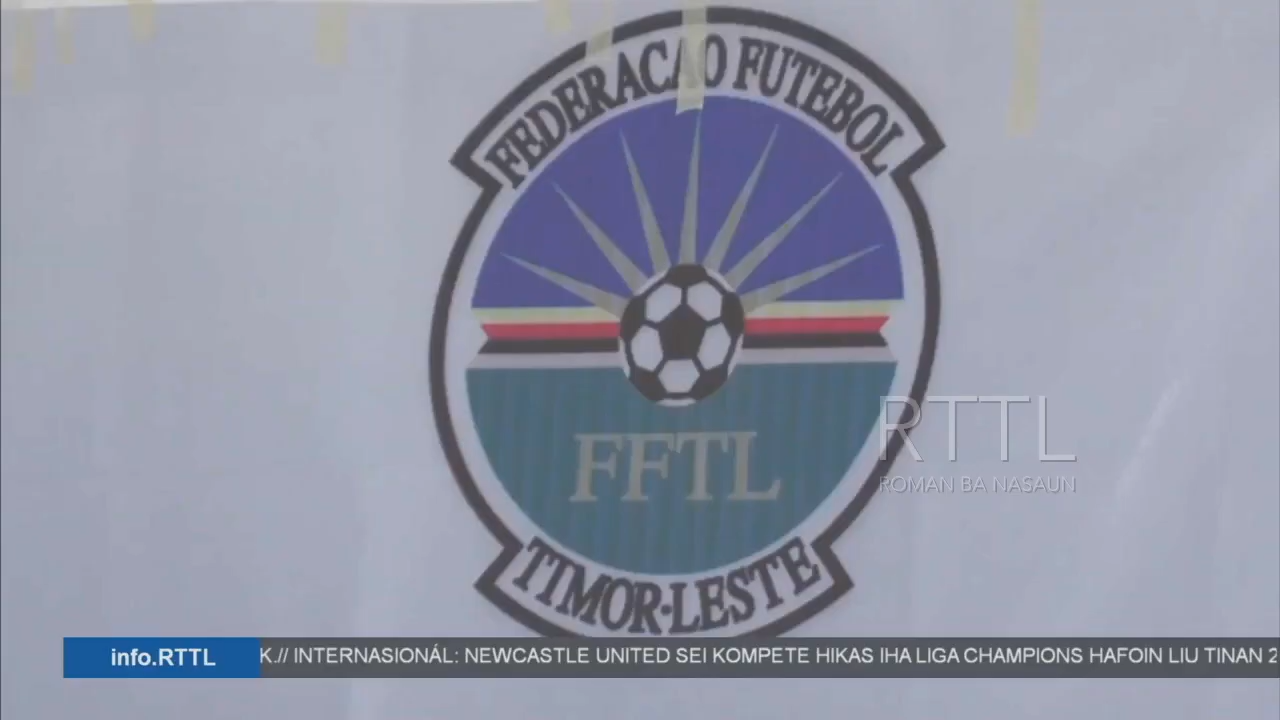 FEDERACAO FUTEBOL
FFTL
TIMOR·LESTE
RTTL
ROMAN BA NASAUN
info.RTTL
K.// INTERNASIONÁL: NEWCASTLE UNITED SEI KOMPETE HIKAS IHA LIGA CHAMPIONS HAFOIN LIU TINAN 2